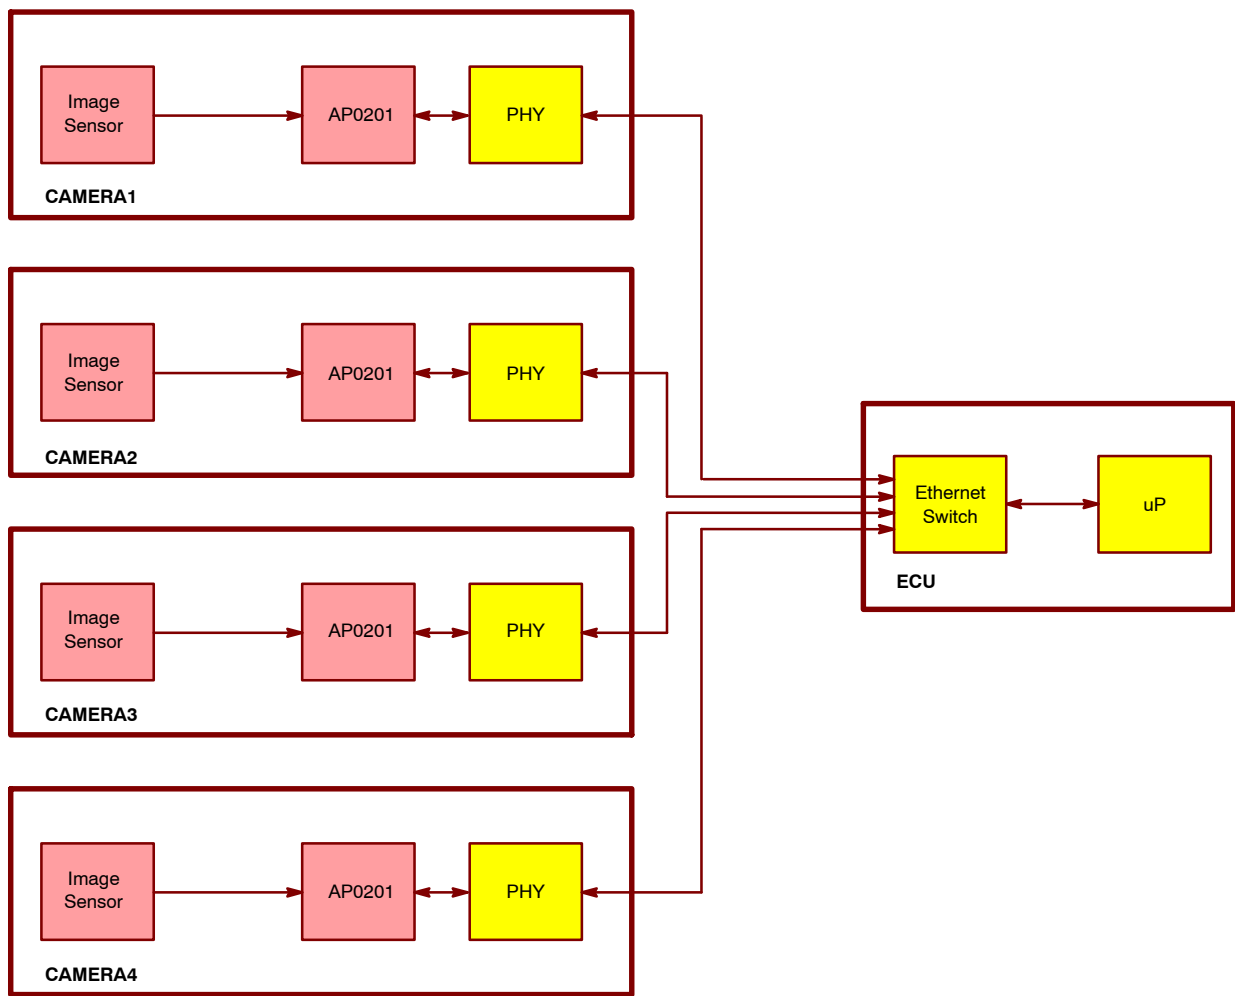 Image
Sensor
AP0201
PHY
CAMERA1
Image
Sensor
AP0201
PHY
CAMERA2
Image
Sensor
AP0201
PHY
CAMERA3
Image
Sensor
AP0201
PHY
CAMERA4
Ethernet
Switch
uP
ECU